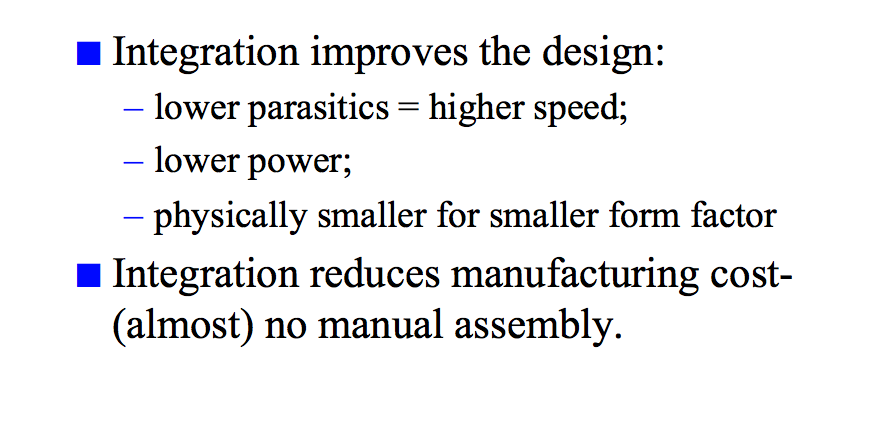 Integration improves the design:
– lower parasitics = higher speed;
– lower power;
– physically smaller for smaller form factor
Integration reduces manufacturing cost-
(almost) no manual assembly.